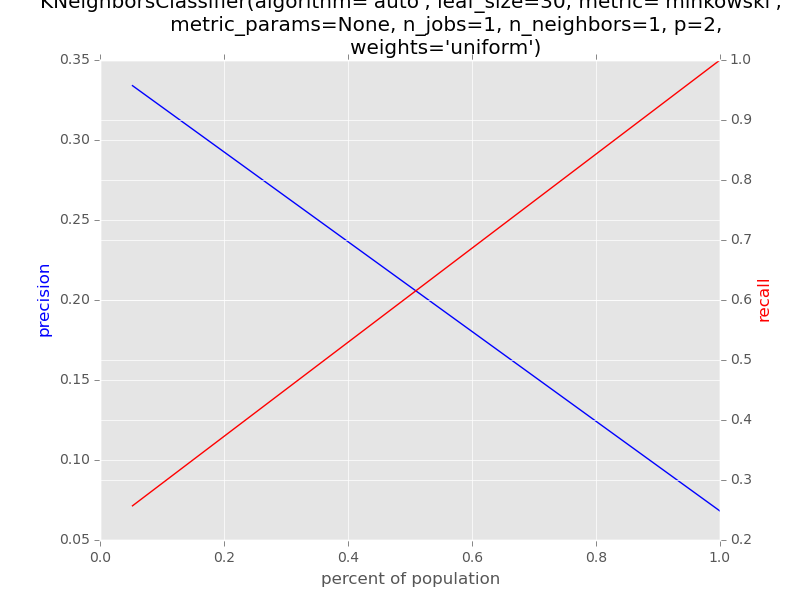 KNeighborsClassifier(algorithm='auto', leaf_size=30, metric='minkowski',
metric_params=None, n_jobs=1, n_neighbors=1, p=2,
weights='uniform')
0.35
0.30
0.25
0.20
0.15
0.10
0.05
precision
1.0
0.9
0.8
0.7
0.6
0.5
0.4
0.3
0.2
recall
0.0 0.2 0.4 0.6 0.8 1.0
percent of population